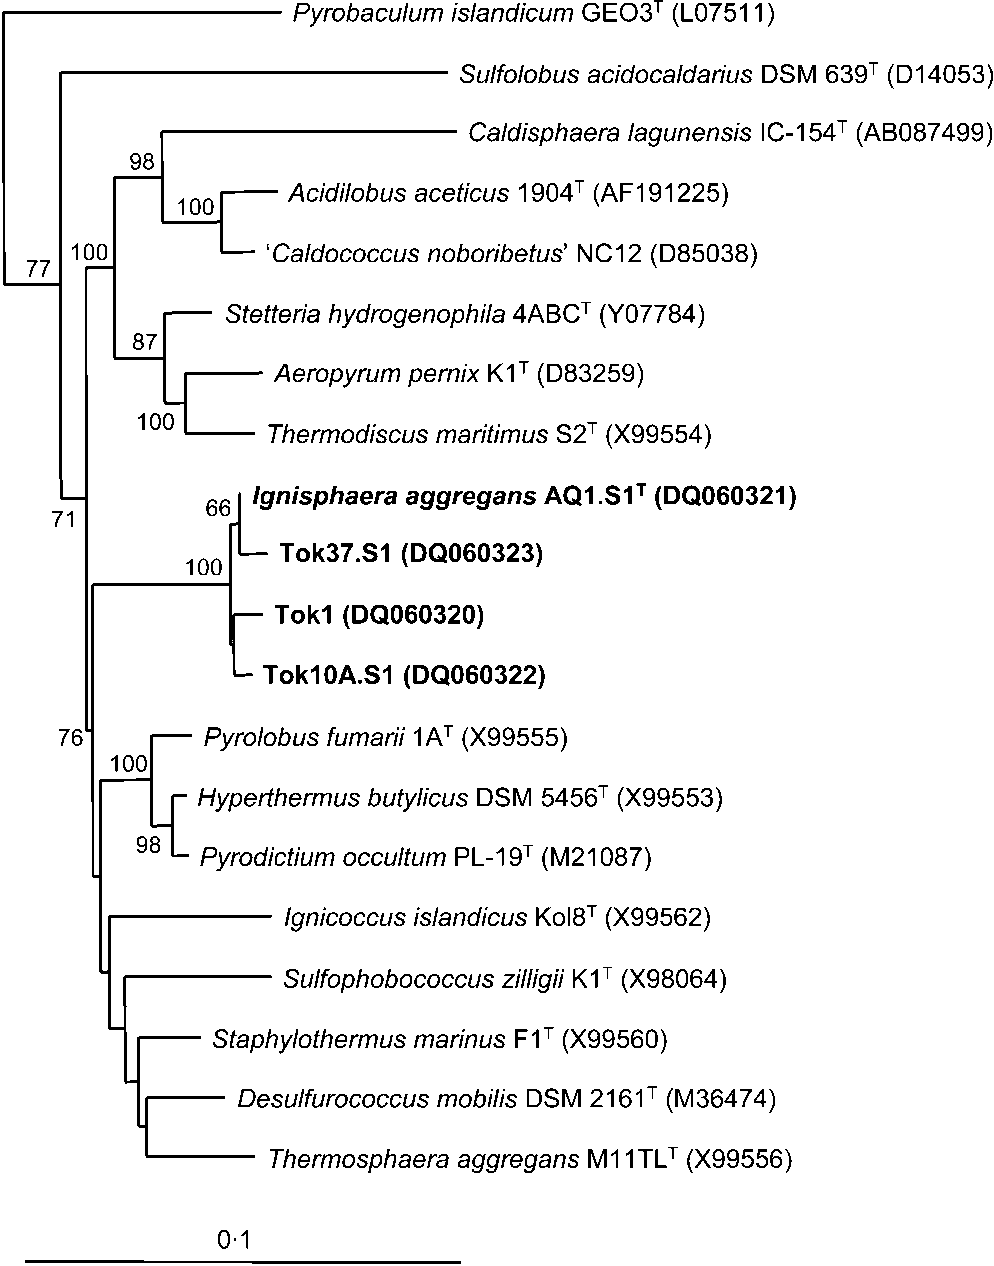 Pyrobaculum islandicum GEO3ᵀ (L07511)
Sulfolobus acidocaldarius DSM 639ᵀ (D14053)
Caldisphaera lagunensis IC-154ᵀ (AB087499)
98
Acidilobus aceticus 1904ᵀ (AF191225)
100
'Caldococcus noboribetus' NC12 (D85038)
100
77
Stetteria hydrogenophila 4ABCᵀ (Y07784)
87
Aeropyrum pernix K1ᵀ (D83259)
100
Thermodiscus maritimus S2ᵀ (X99554)
Ignisphaera aggregans AQ1.S1ᵀ (DQ060321)
66
71
Tok37.S1 (DQ060323)
100
Tok1 (DQ060320)
Tok10A.S1 (DQ060322)
76
Pyrolobus fumarii 1Aᵀ (X99555)
100
Hyperthermus butylicus DSM 5456ᵀ (X99553)
98
Pyrodictium occultum PL-19ᵀ (M21087)
Ignicoccus islandicus Kol8ᵀ (X99562)
Sulfophobococcus zilligii K1ᵀ (X98064)
Staphylothermus marinus F1ᵀ (X99560)
Desulfurococcus mobilis DSM 2161ᵀ (M36474)
Thermosphaera aggregans M11TLᵀ (X99556)
0·1